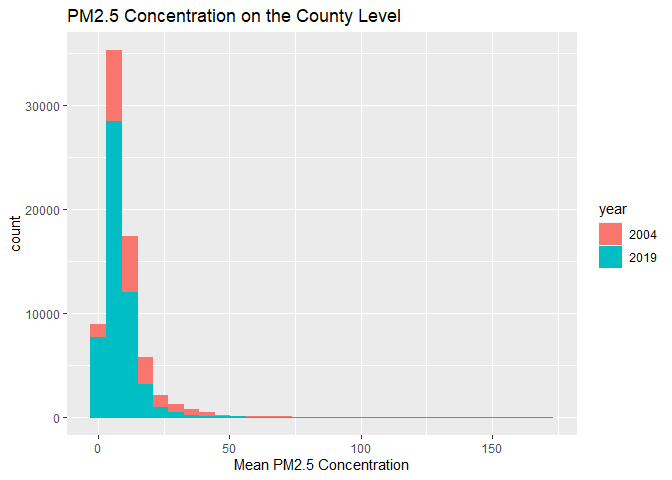 PM2.5 Concentration on the County Level
30000
20000
10000
0
count
0 50 100 150
Mean PM2.5 Concentration
year
2004
2019